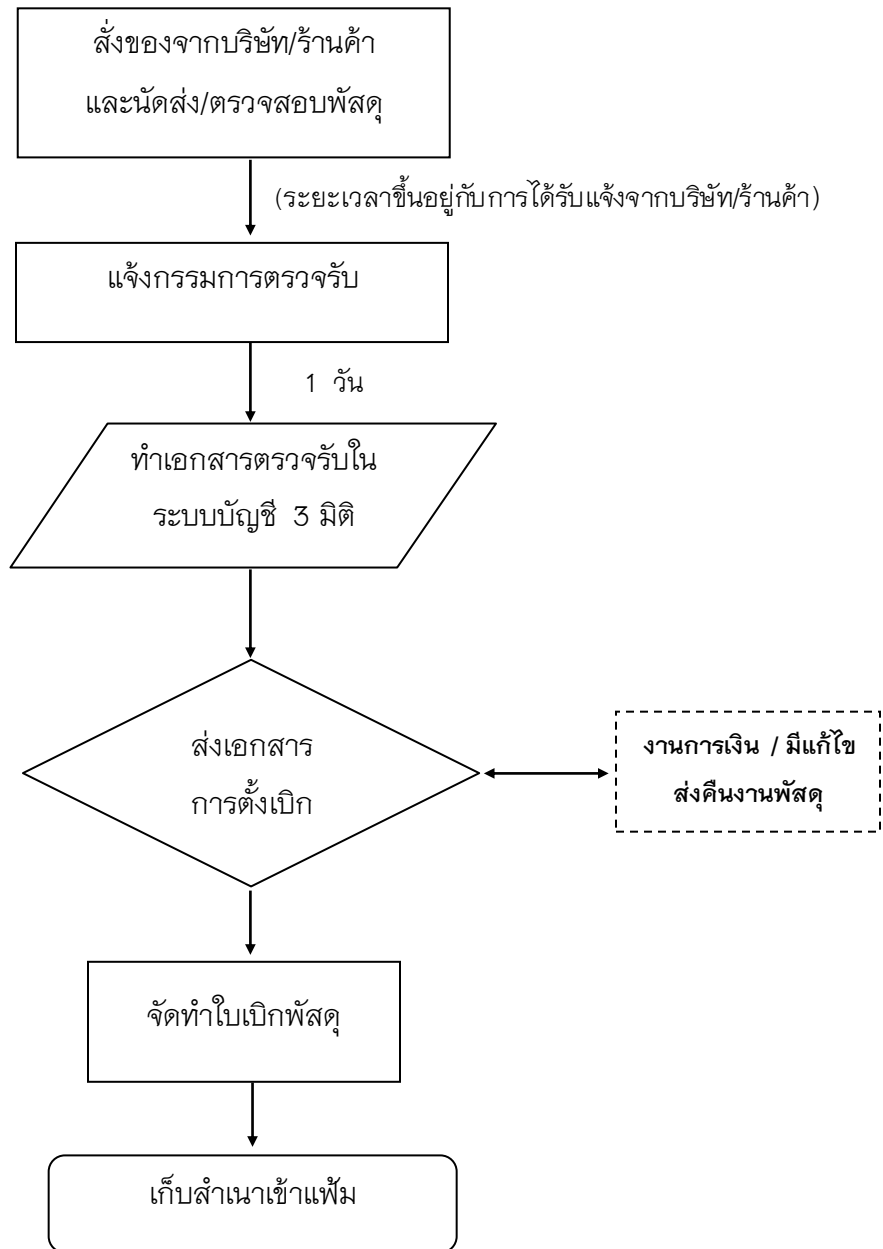 สั่งของจากบริษัท/ร้านค้า
และนัดส่ง/ตรวจสอบพัสดุ
(ระยะเวลาขึ้นอยู่กับการได้รับแจ้งจากบริษัท/ร้านค้า)
แจ้งกรรมการตรวจรับ
1 วัน
ทำเอกสารตรวจรับใน
ระบบบัญชี 3 มิติ
ส่งเอกสาร
การตั้งเบิก
งานการเงิน / มีแก้ไข
ส่งคืนงานพัสดุ
จัดทำใบเบิกพัสดุ
เก็บสำเนาเข้าแฟ้ม